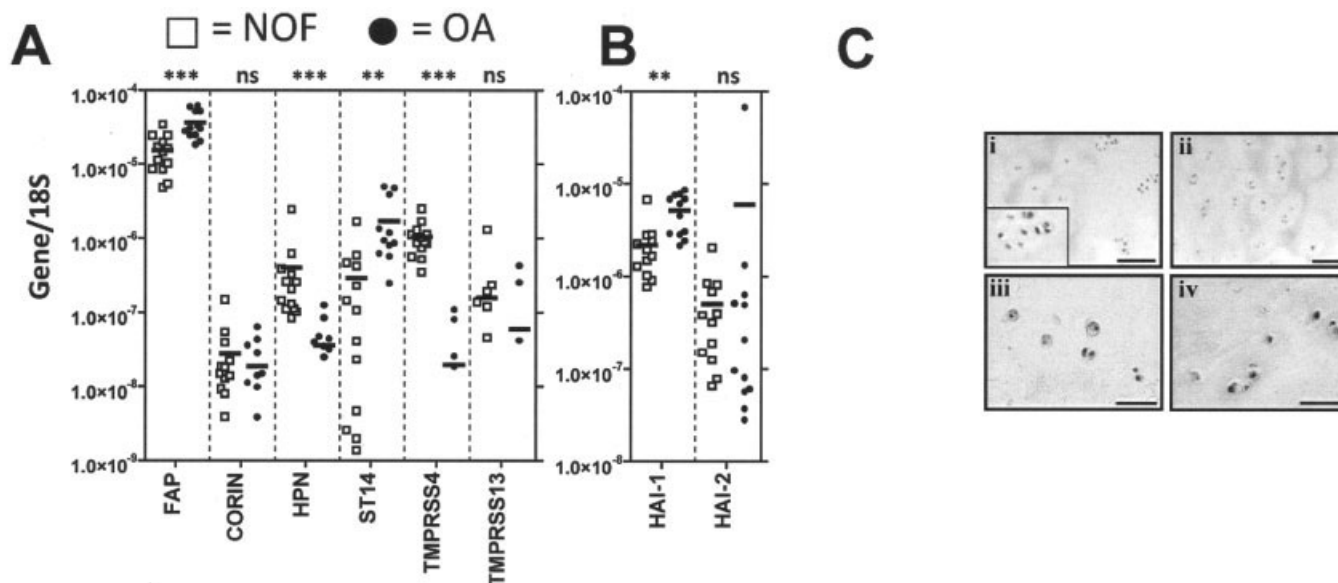 A □ = NOF ● = OA B C
*** ns *** ** *** ns
** ns
Gene/18S
1.0×10⁻⁴
1.0×10⁻⁵
1.0×10⁻⁶
1.0×10⁻⁷
1.0×10⁻⁸
1.0×10⁻⁹
FAP
CORIN
HPN
ST14
TMPRSS4
TMPRSS13
1.0×10⁻⁴
1.0×10⁻⁵
1.0×10⁻⁶
1.0×10⁻⁷
1.0×10⁻⁸
HAI-1
HAI-2
i
ii
iii
iv